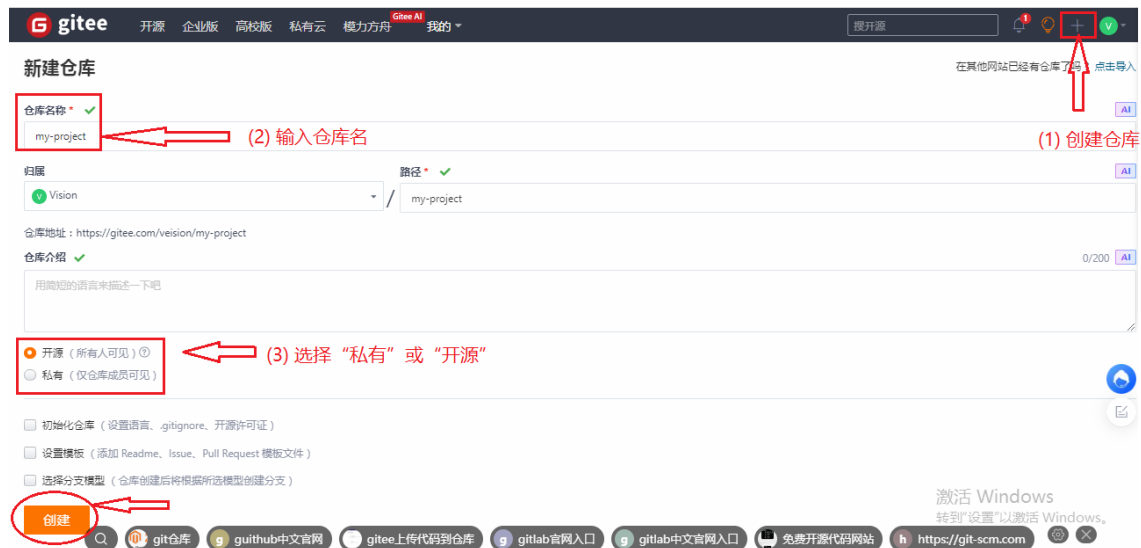 G gitee 开源 企业版 高校版 私有云 模力方舟 Gitee AI 我的 搜开源 1 V
新建仓库 在其他网站已经有仓库了吗？ 点击导入
仓库名称 * AI
my-project (2) 输入仓库名 (1) 创建仓库
归属 路径 * AI
V Vision / my-project
仓库地址：https://gitee.com/veision/my-project
仓库介绍 0/200 AI
用简短的语言来描述一下吧
开源（所有人可见） (3) 选择“私有”或“开源”
私有（仅仓库成员可见）
初始化仓库（设置语言、.gitignore、开源许可证）
设置模板（添加 Readme、Issue、Pull Request 模板文件）
选择分支模型（仓库创建后将根据所选模型创建分支）
激活 Windows
创建 转到"设置"以激活 Windows。
git仓库 g guithub中文官网 gitee上传代码到仓库 g gitlab官网入口 g gitlab中文官网入口 免费开源代码网站 h https://git-scm.com